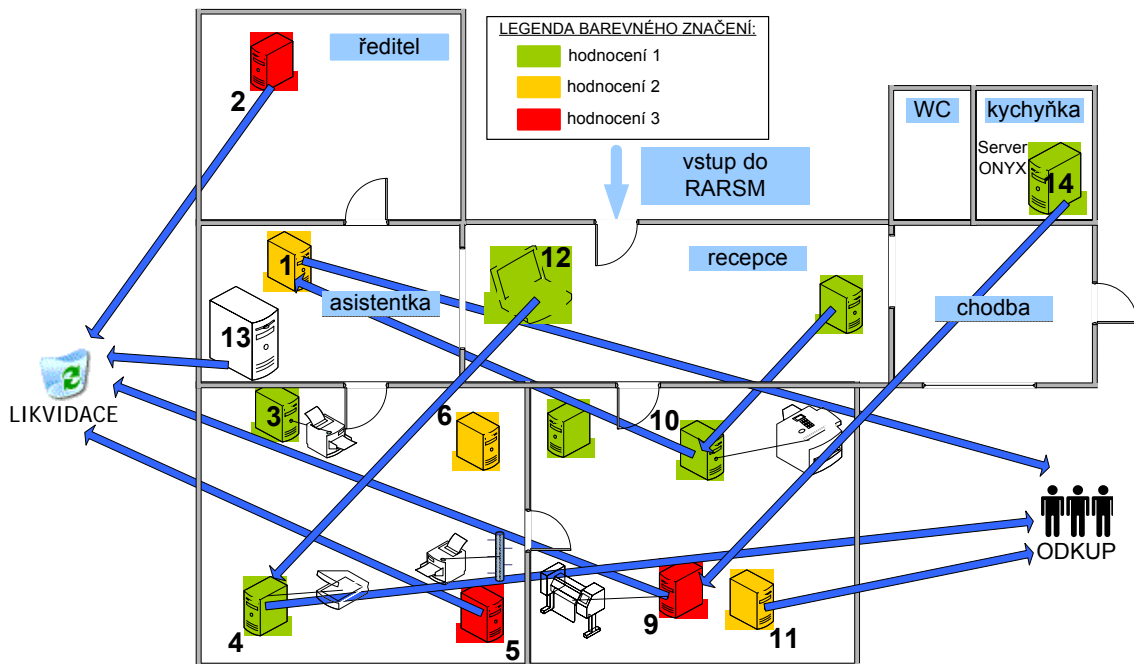 LEGENDA BAREVNÉHO ZNAČENÍ:
hodnocení 1
hodnocení 2
hodnocení 3
ředitel
2
WC
kychyňka
Server
ONYX
14
vstup do
RARSM
1
12
recepce
asistentka
chodba
13
LIKVIDACE
3
6
10
ODKUP
4
5
9
11